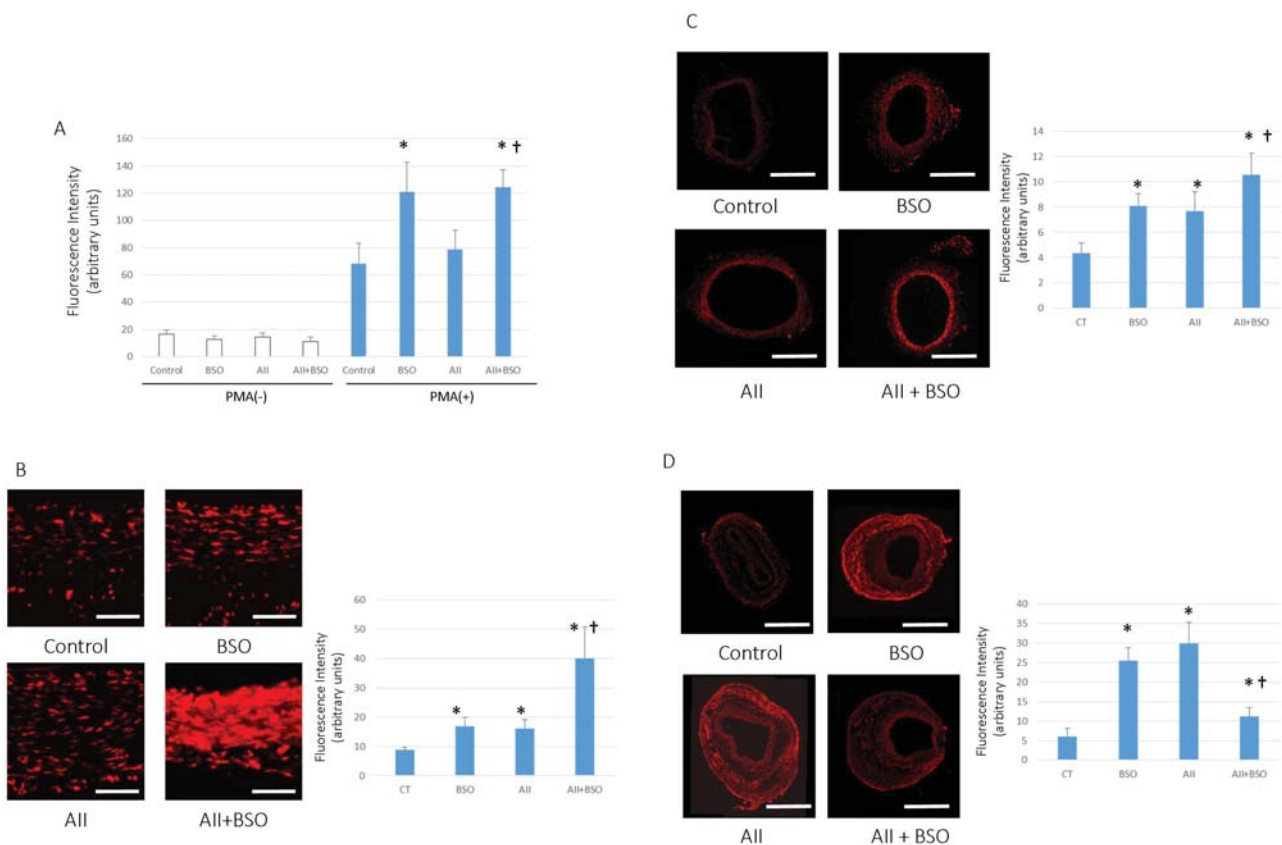 A
Fluorescence Intensity
(arbitrary units)
160
140
120
100
80
60
40
20
0
* * †
Control BSO AII AII+BSO Control BSO AII AII+BSO
PMA(-) PMA(+)
B
Control BSO
AII AII+BSO
Fluorescence Intensity
(arbitrary units)
60
50
40
30
20
10
0
* * * †
CT BSO AII AII+BSO
C
Control BSO
AII AII + BSO
Fluorescence Intensity
(arbitrary units)
14
12
10
8
6
4
2
0
* * * †
CT BSO AII AII+BSO
D
Control BSO
AII AII + BSO
Fluorescence Intensity
(arbitrary units)
40
35
30
25
20
15
10
5
0
* * * †
CT BSO AII AII+BSO